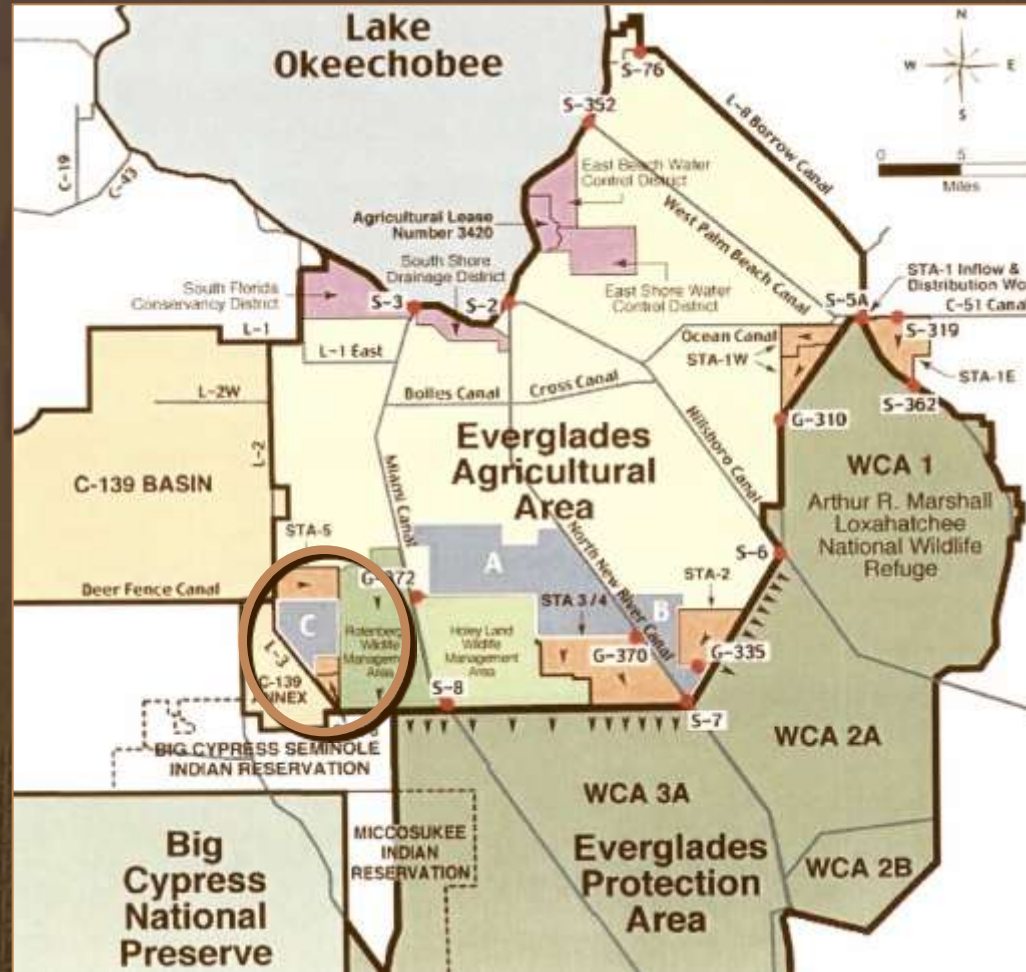 Lake
Okeechobee
N
W
E
S
0
5
Miles
S-76
S-352
L-8 Borrow Canal
C-19
C-43
East Beach Water
Control District
Agricultural Lease
Number 3420
West Palm Beach Canal
South Shore
Drainage District
South Florida
Conservancy District
S-3
S-2
East Shore Water
Control District
STA-1 Inflow &
Distribution Wo
S-5A
C-51 Canal
S-319
L-1
L-1 East
Ocean Canal
STA-1W
STA-1E
S-362
L-2W
Bolles Canal
Cross Canal
G-310
L-2
Hillsboro Canal
Everglades
Agricultural
Area
WCA 1
Arthur R. Marshall
Loxahatchee
National Wildlife
Refuge
C-139 BASIN
Miami Canal
STA-5
North New River Canal
S-6
A
Deer Fence Canal
G-372
STA-2
STA 3/4
B
C
L-3
Holey Land
Wildlife
Management
Area
Wildlife
Management
Area
G-370
G-335
C-139
S-8
S-7
BIG CYPRESS SEMINOLE
INDIAN RESERVATION
WCA 2A
WCA 3A
MICCOSUKEE
INDIAN
RESERVATION
Big
Cypress
National
Preserve
Everglades
Protection
Area
WCA 2B